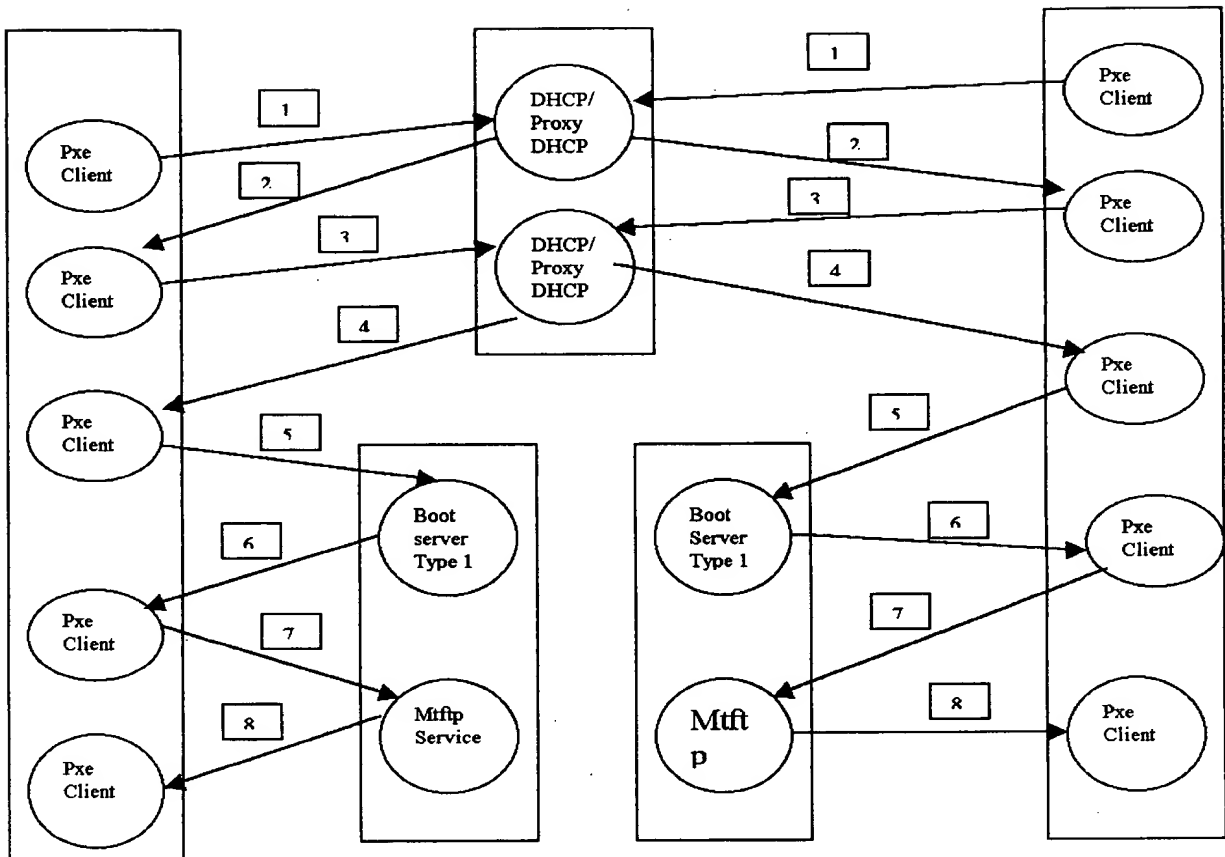 1
1
Pxe
Client
DHCP/
Proxy
DHCP
Pxe
Client
2
2
3
3
Pxe
Client
DHCP/
Proxy
DHCP
Pxe
Client
4
4
Pxe
Client
Pxe
Client
5
5
Boot
server
Type 1
Boot
Server
Type 1
6
6
Pxe
Client
Pxe
Client
7
7
Mtftp
Service
Mtft
p
8
8
Pxe
Client
Pxe
Client